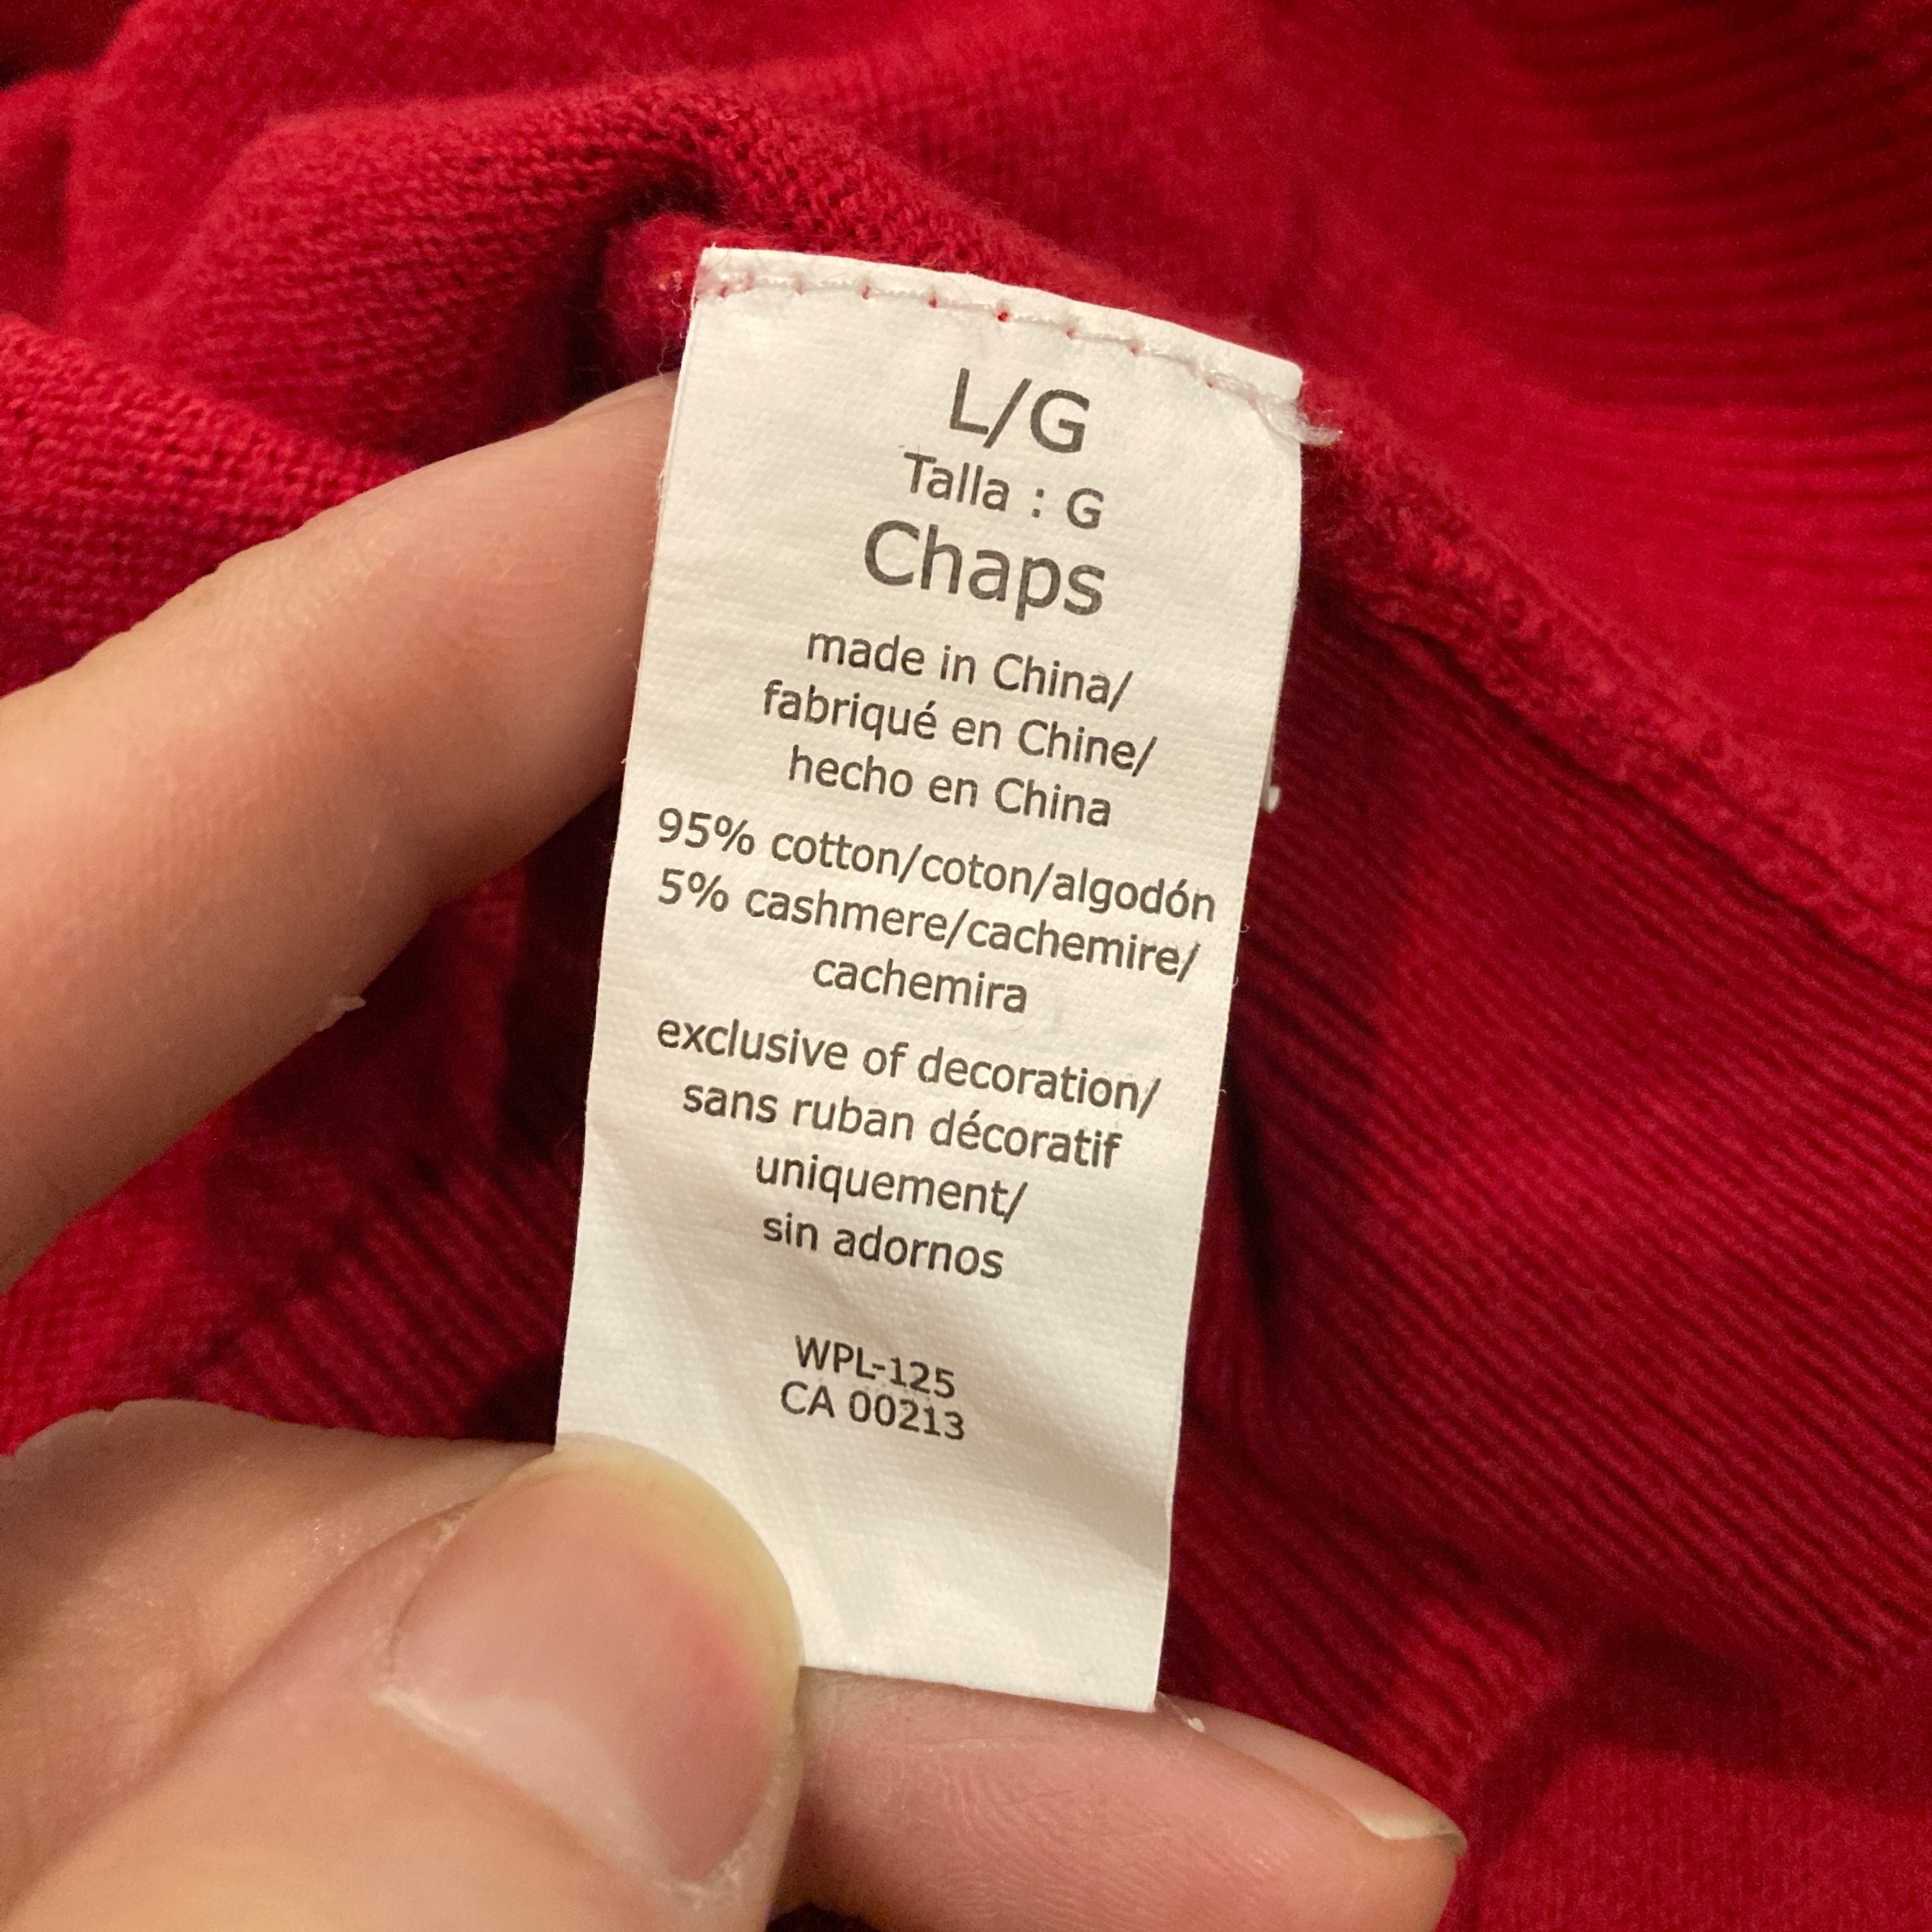 L/G
Talla : G
Chaps
made in China/
fabriqué en Chine/
hecho en China
95% cotton/coton/algodón
5% cashmere/cachemire/
cachemira
exclusive of decoration/
sans ruban décoratif
uniquement/
sin adornos
WPL-125
CA 00213